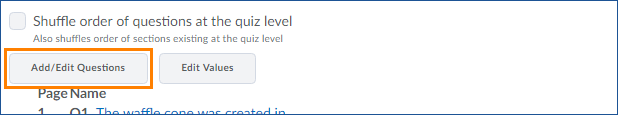 Shuffle order of questions at the quiz level
Also shuffles order of sections existing at the quiz level
Add/Edit Questions Edit Values
Page Name
1 Q1 The waffle cone was created in